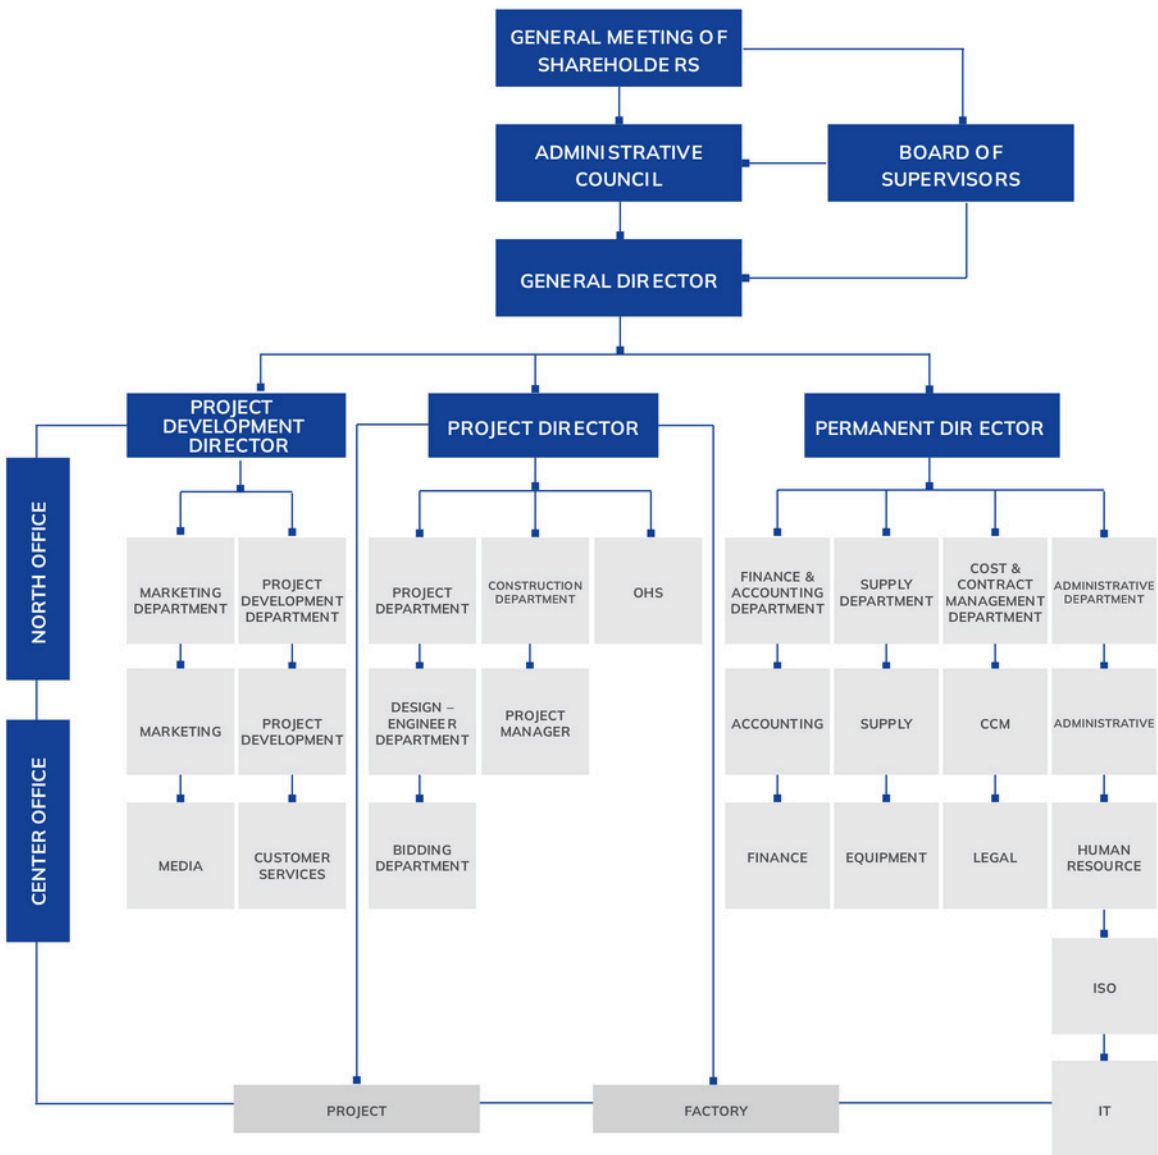 GENERAL MEETING OF
SHAREHOLDERS
ADMINISTRATIVE
COUNCIL
BOARD OF
SUPERVISORS
GENERAL DIRECTOR
PROJECT
DEVELOPMENT
DIRECTOR
PROJECT DIRECTOR
PERMANENT DIRECTOR
NORTH OFFICE
CENTER OFFICE
MARKETING
DEPARTMENT
PROJECT
DEVELOPMENT
DEPARTMENT
PROJECT
DEPARTMENT
CONSTRUCTION
DEPARTMENT
OHS
FINANCE &
ACCOUNTING
DEPARTMENT
SUPPLY
DEPARTMENT
COST &
CONTRACT
MANAGEMENT
DEPARTMENT
ADMINISTRATIVE
DEPARTMENT
MARKETING
PROJECT
DEVELOPMENT
DESIGN –
ENGINEER
DEPARTMENT
PROJECT
MANAGER
ACCOUNTING
SUPPLY
CCM
ADMINISTRATIVE
MEDIA
CUSTOMER
SERVICES
BIDDING
DEPARTMENT
FINANCE
EQUIPMENT
LEGAL
HUMAN
RESOURCE
ISO
PROJECT
FACTORY
IT